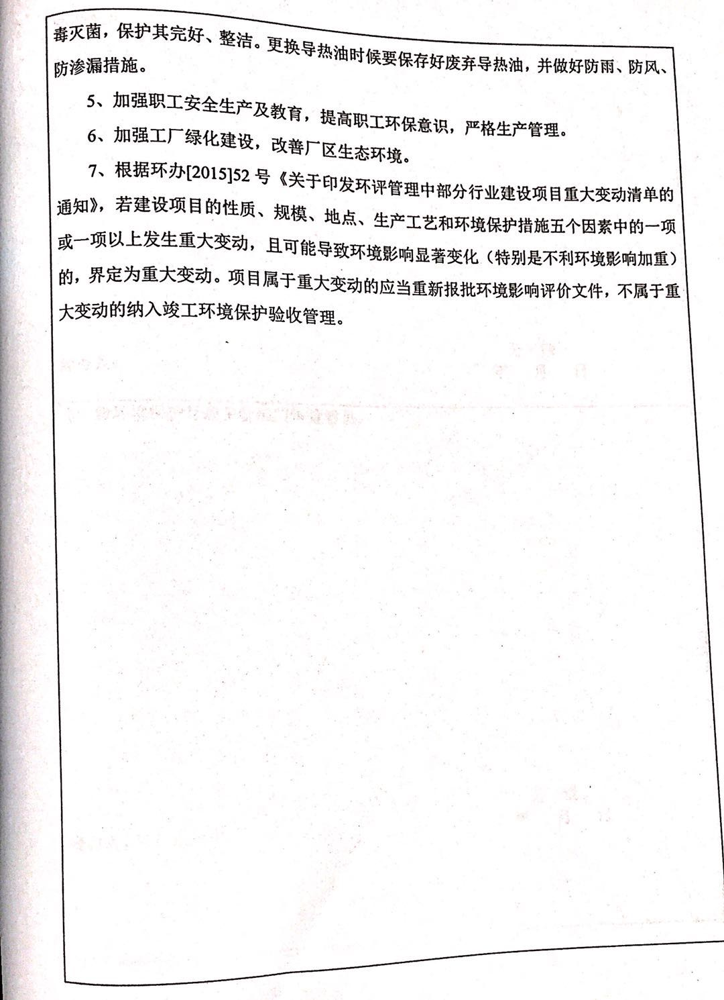 毒灭菌，保护其完好、整洁。更换导热油时候要保存好废弃导热油，并做好防雨、防风、
防渗漏措施。
5、加强职工安全生产及教育，提高职工环保意识，严格生产管理。
6、加强工厂绿化建设，改善厂区生态环境。
7、根据环办[2015]52 号《关于印发环评管理中部分行业建设项目重大变动清单的
通知》，若建设项目的性质、规模、地点、生产工艺和环境保护措施五个因素中的一项
或一项以上发生重大变动，且可能导致环境影响显著变化（特别是不利环境影响加重）
的，界定为重大变动。项目属于重大变动的应当重新报批环境影响评价文件，不属于重
大变动的纳入竣工环境保护验收管理。